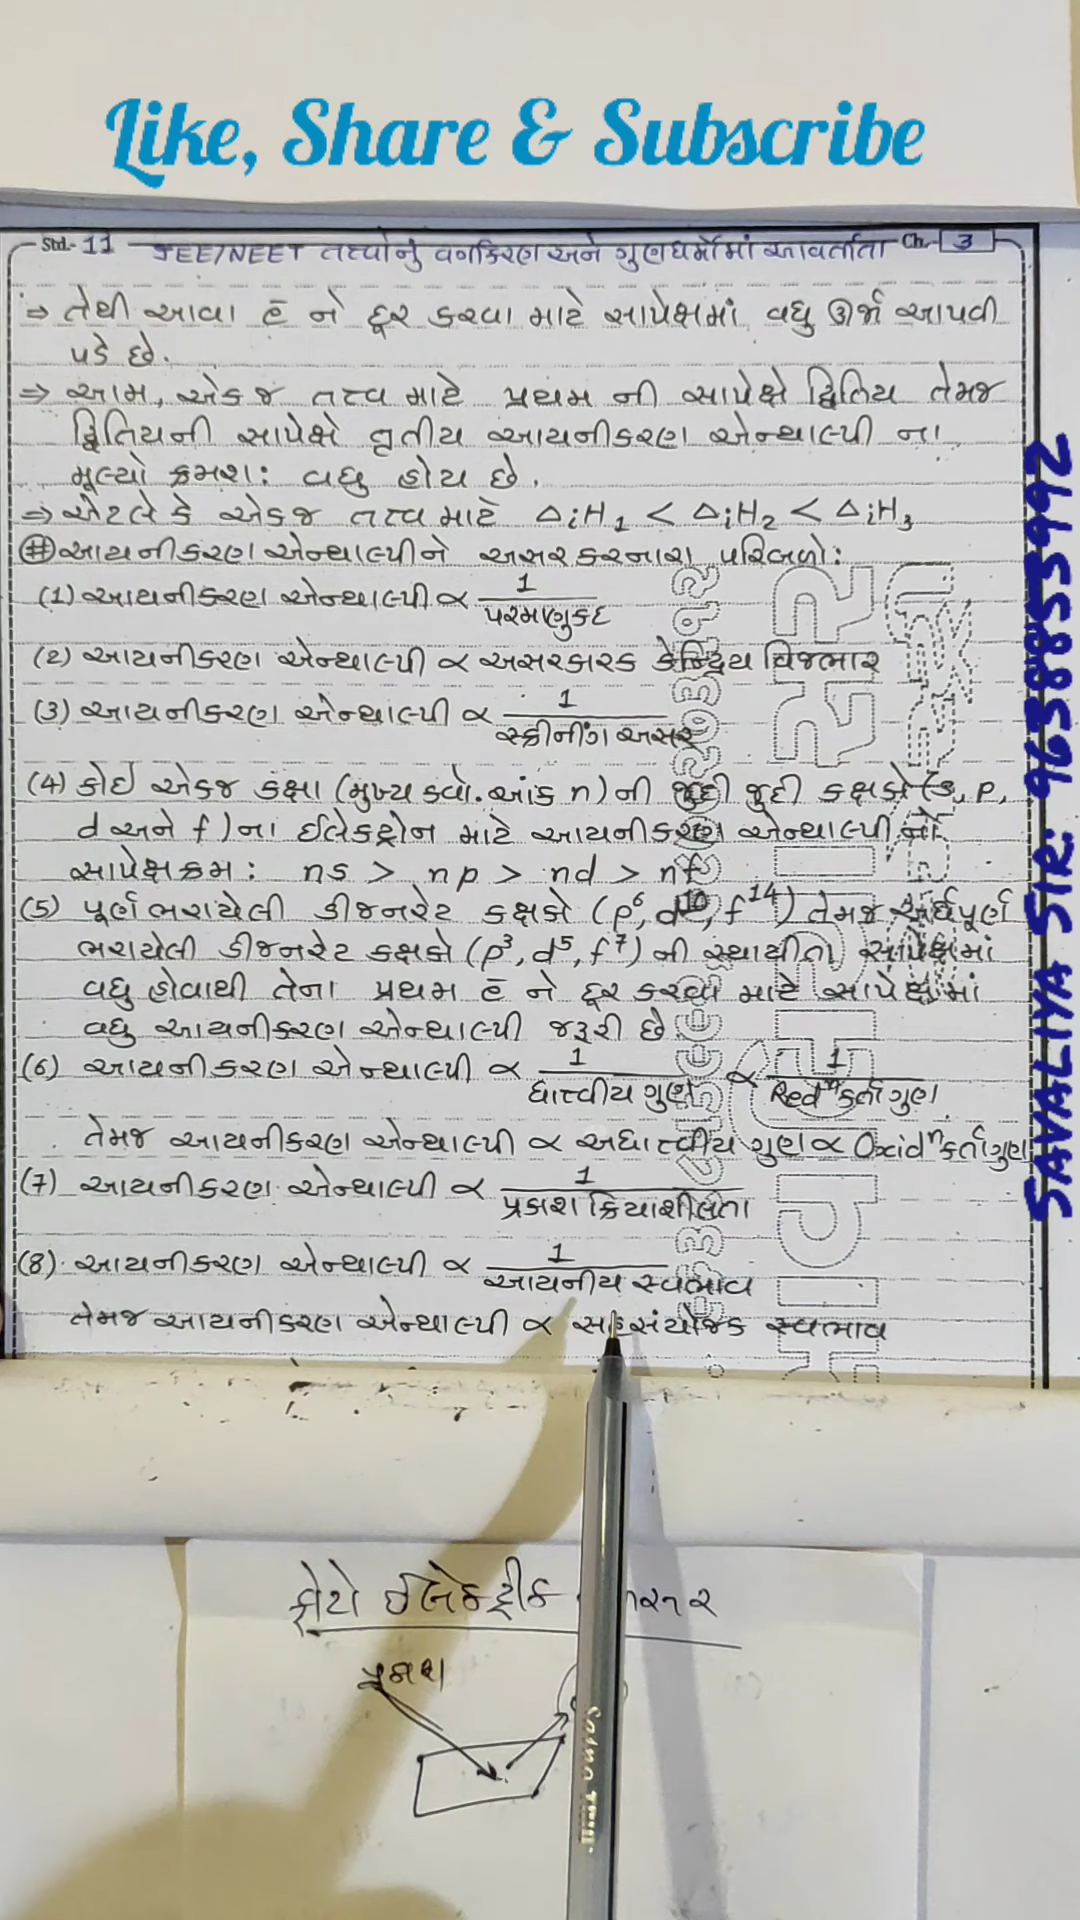 Like, Share & Subscribe
Std.- 11 JEE/NEET તત્ત્વોનું વર્ગીકરણ અને ગુણધર્મોમાં આવર્તીતા Ch.- 3
⇒ તેથી આવા ē ને દૂર કરવા માટે સાપેક્ષમાં વધુ ઊર્જા આપવી
પડે છે.
⇒ આમ, એક જ તત્ત્વ માટે પ્રથમ ની સાપેક્ષે દ્વિતિય તેમજ
દ્વિતિયની સાપેક્ષે તૃતીય આયનીકરણ એન્થાલ્પી ના
મૂલ્યો ક્રમશ: વધુ હોય છે.
⇒ એટલે કે એકજ તત્ત્વ માટે ΔiH1 < ΔiH2 < ΔiH3
# આયનીકરણ એન્થાલ્પીને અસર કરનારા પરિબળો:
(1) આયનીકરણ એન્થાલ્પી ∝ 1 / પરમાણુકદ
(2) આયનીકરણ એન્થાલ્પી ∝ અસરકારક કેન્દ્રિય વિજભાર
(3) આયનીકરણ એન્થાલ્પી ∝ 1 / સ્ક્રીનીંગ અસર
(4) કોઈ એકજ કક્ષા (મુખ્ય ક્વો. આંક n) ની જુદી જુદી કક્ષકો (s, p,
d અને f) ના ઈલેકટ્રોન માટે આયનીકરણ એન્થાલ્પી નો
સાપેક્ષ ક્રમ: ns > np > nd > nf
(5) પૂર્ણ ભરાયેલી ડીજનરેટ કક્ષકો (p⁶, d¹⁰, f¹⁴) તેમજ અર્ધપૂર્ણ
ભરાયેલી ડીજનરેટ કક્ષકો (p³, d⁵, f⁷) ની સ્થાયીતા સાપેક્ષમાં
વધુ હોવાથી તેના પ્રથમ ē ને દૂર કરવા માટે સાપેક્ષમાં
વધુ આયનીકરણ એન્થાલ્પી જરૂરી છે.
(6) આયનીકરણ એન્થાલ્પી ∝ 1 / ધાત્ત્વીય ગુણ ∝ 1 / Redⁿ કર્તા ગુણ
તેમજ આયનીકરણ એન્થાલ્પી ∝ અધાત્ત્વીય ગુણ ∝ Oxidⁿ કર્તા ગુણ
(7) આયનીકરણ એન્થાલ્પી ∝ 1 / પ્રકાશ ક્રિયાશીલતા
(8) આયનીકરણ એન્થાલ્પી ∝ 1 / આયનીય સ્વભાવ
તેમજ આયનીકરણ એન્થાલ્પી ∝ સહસંયોજક સ્વભાવ
SAVALIYA SIR: 9638855992
ફોટો ઈલેકટ્રીક
પ્રકાશ